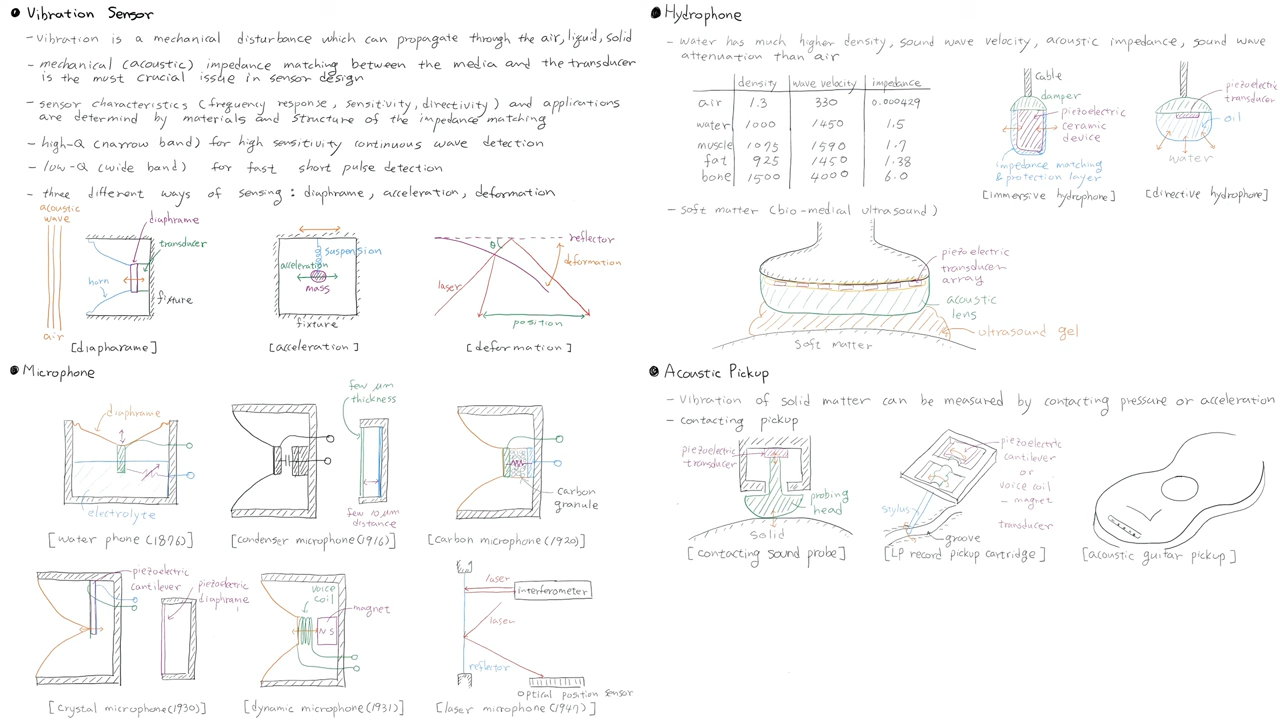 ● Vibration Sensor
- vibration is a mechanical disturbance which can propagate through the air, liquid, solid
- mechanical (acoustic) impedance matching between the media and the transducer
is the must crucial issue in sensor design
- sensor characteristics (frequency response, sensitivity, directivity) and applications
are determind by materials and structure of the impedance matching
- high-Q (narrow band) for high sensitivity continuous wave detection
- low-Q (wide band) for fast short pulse detection
- three different ways of sensing : diaphrame, acceleration, deformation
acoustic
wave
air
diaphrame
transducer
horn
fixture
[diapharame]
suspension
acceleration
mass
fixture
[acceleration]
θ
reflector
deformation
laser
position
[deformation]
● Microphone
diaphrame
electrolyte
[water phone (1876)]
few μm
thickness
few 10 μm
distance
[condenser microphone (1916)]
carbon
granule
[carbon microphone (1920)]
piezoelectric
cantilever
piezoelectric
diaphrame
[crystal microphone (1930)]
voice
coil
magnet
N S
[dynamic microphone (1931)]
laser
interferometer
laser
reflector
optical position sensor
[laser microphone (1947)]
● Hydrophone
- water has much higher density, sound wave velocity, acoustic impedance, sound wave
attenuation than air
density wave velocity impedance
air 1.3 330 0.000429
water 1000 1450 1.5
muscle 1075 1590 1.7
fat 925 1450 1.38
bone 1500 4000 6.0
cable
damper
piezoelectric
ceramic
device
impedance matching
& protection layer
[immersive hydrophone]
piezoelectric
transducer
oil
water
[directive hydrophone]
- soft matter (bio-medical ultrasound)
piezoelectric
transducer
array
acoustic
lens
ultrasound gel
soft matter
● Acoustic Pickup
- Vibration of solid matter can be measured by contacting pressure or acceleration
- contacting pickup
piezoelectric
transducer
probing
head
solid
[contacting sound probe]
piezoelectric
cantilever
or
voice coil
- magnet
transducer
stylus
groove
[LP record pickup cartridge]
[acoustic guitar pickup]